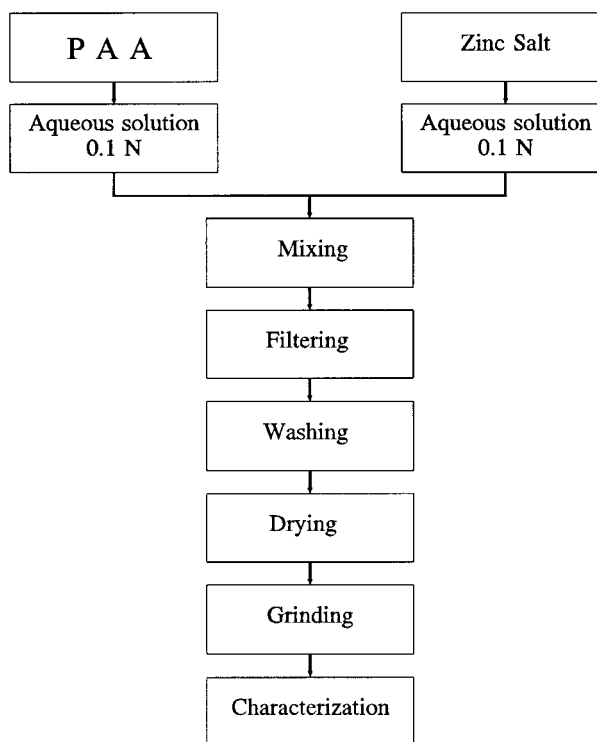 P A A
Zinc Salt
Aqueous solution
0.1 N
Aqueous solution
0.1 N
Mixing
Filtering
Washing
Drying
Grinding
Characterization